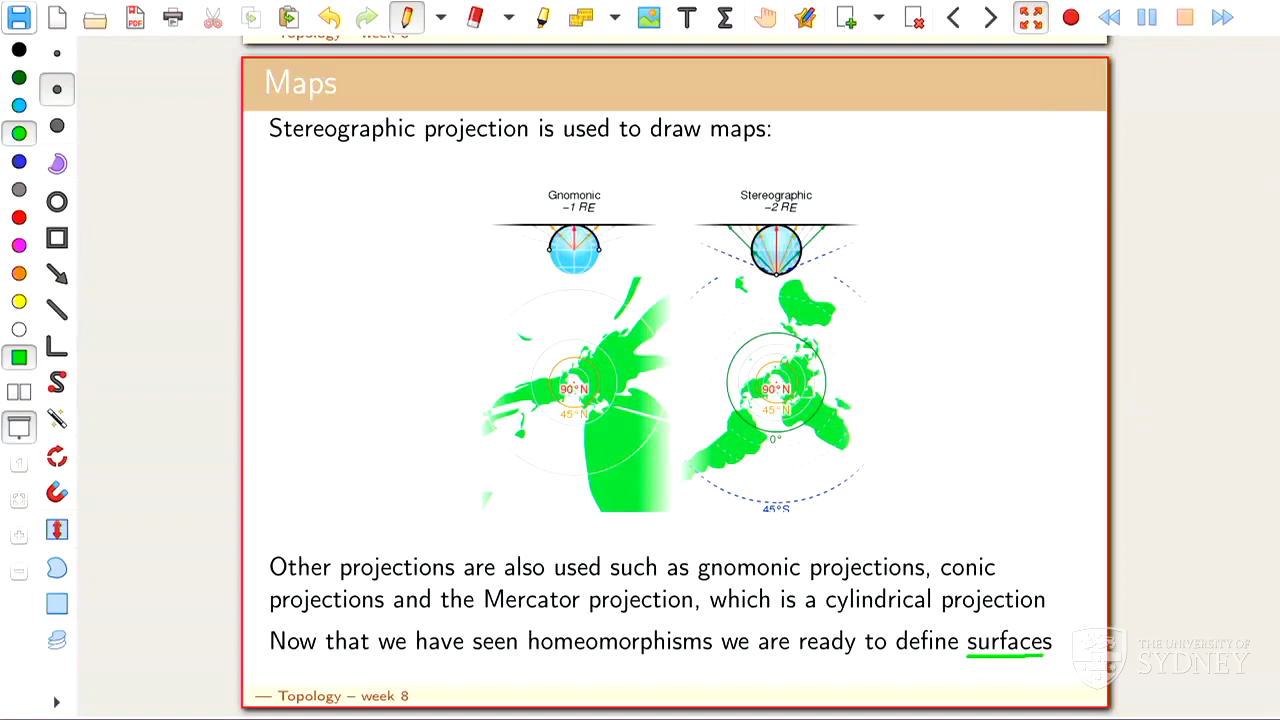 Topology – week 8
Maps
Stereographic projection is used to draw maps:
Gnomonic
−1 RE
Stereographic
−2 RE
90°N
45°N
90°N
45°N
0°
45°S
Other projections are also used such as gnomonic projections, conic
projections and the Mercator projection, which is a cylindrical projection
Now that we have seen homeomorphisms we are ready to define surfaces
THE UNIVERSITY OF
SYDNEY
— Topology – week 8